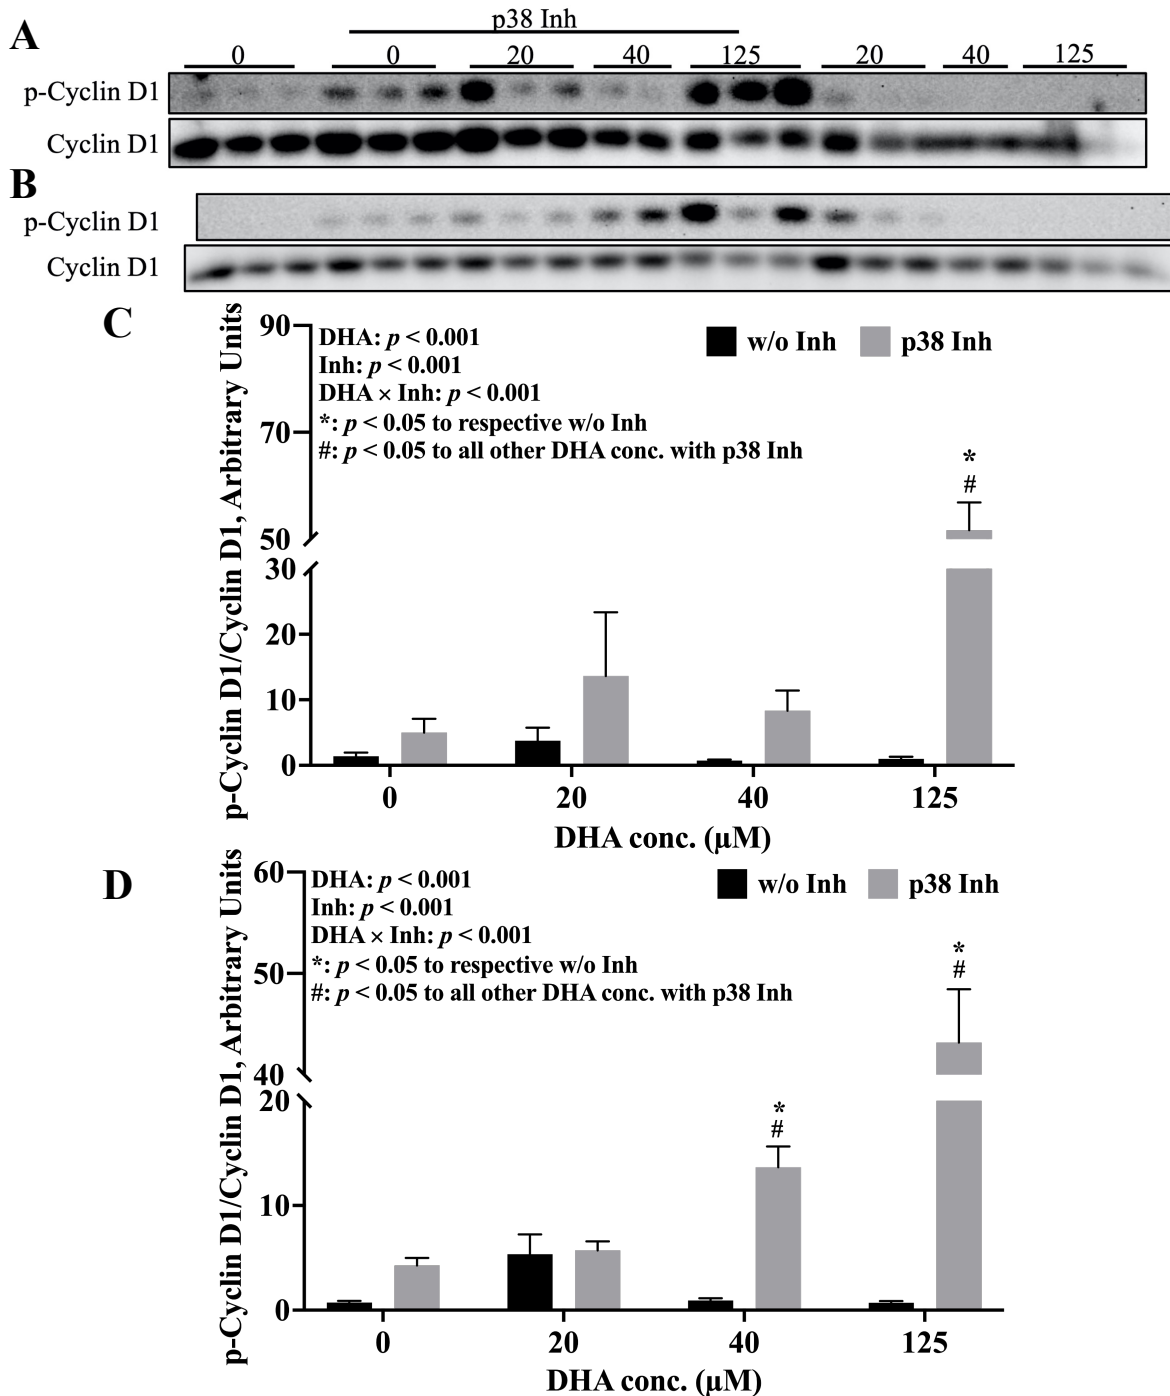 A
p38 Inh
0 0 20 40 125 20 40 125
p-Cyclin D1
Cyclin D1
B
p-Cyclin D1
Cyclin D1
C
p-Cyclin D1/Cyclin D1, Arbitrary Units
90
70
50
30
20
10
0
DHA: p < 0.001
Inh: p < 0.001
DHA × Inh: p < 0.001
*: p < 0.05 to respective w/o Inh
#: p < 0.05 to all other DHA conc. with p38 Inh
w/o Inh p38 Inh
*
#
0 20 40 125
DHA conc. (μM)
D
p-Cyclin D1/Cyclin D1, Arbitrary Units
60
50
40
20
10
0
DHA: p < 0.001
Inh: p < 0.001
DHA × Inh: p < 0.001
*: p < 0.05 to respective w/o Inh
#: p < 0.05 to all other DHA conc. with p38 Inh
w/o Inh p38 Inh
*
#
*
#
0 20 40 125
DHA conc. (μM)